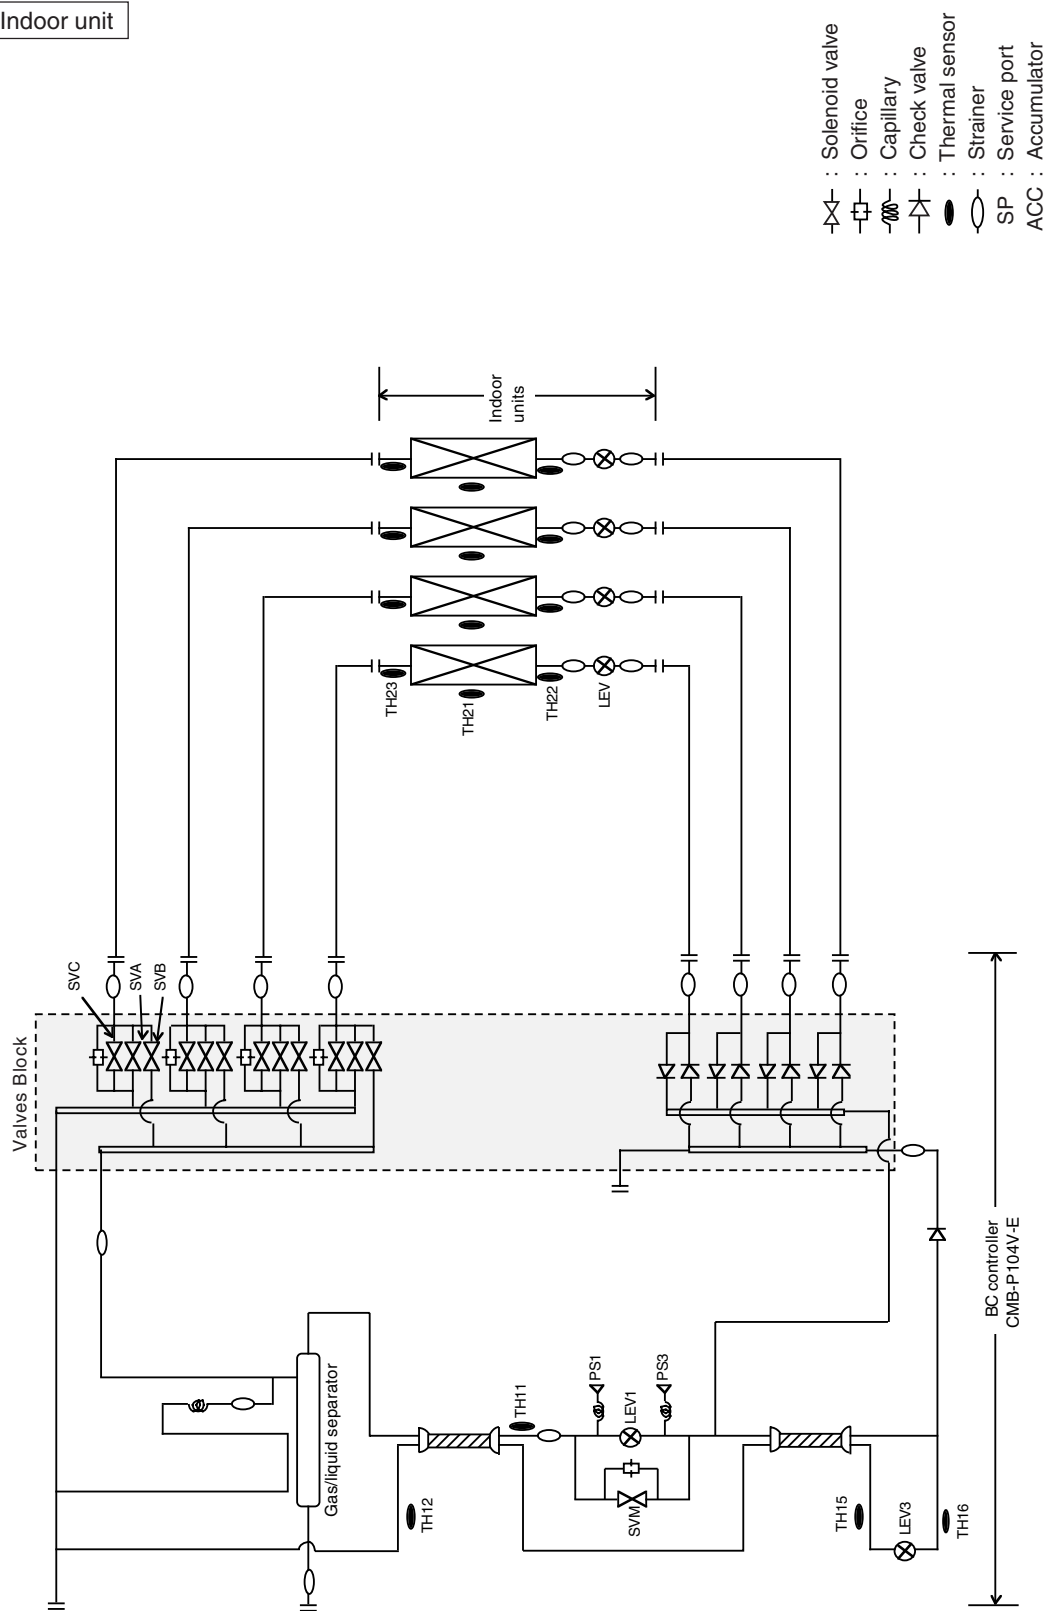 Indoor unit
: Solenoid valve
: Orifice
: Capillary
: Check valve
: Thermal sensor
: Strainer
SP : Service port
ACC : Accumulator
Indoor
units
TH23
TH21
TH22
LEV
SVC
SVA
SVB
Valves Block
Gas/liquid separator
TH12
TH11
PS1
LEV1
PS3
SVM
TH15
LEV3
TH16
BC controller
CMB-P104V-E